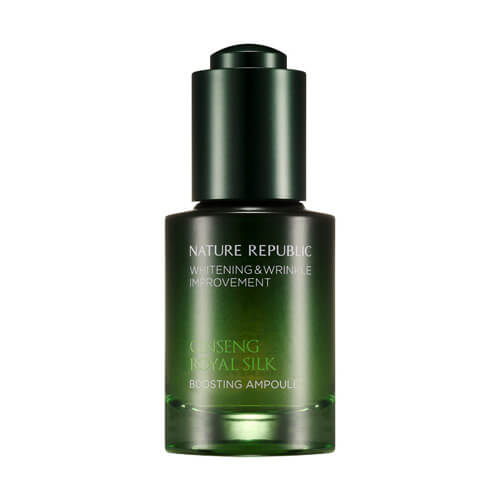 NATURE REPUBLIC
WHITENING&WRINKLE
IMPROVEMENT
GINSENG
ROYAL SILK
BOOSTING AMPOULE